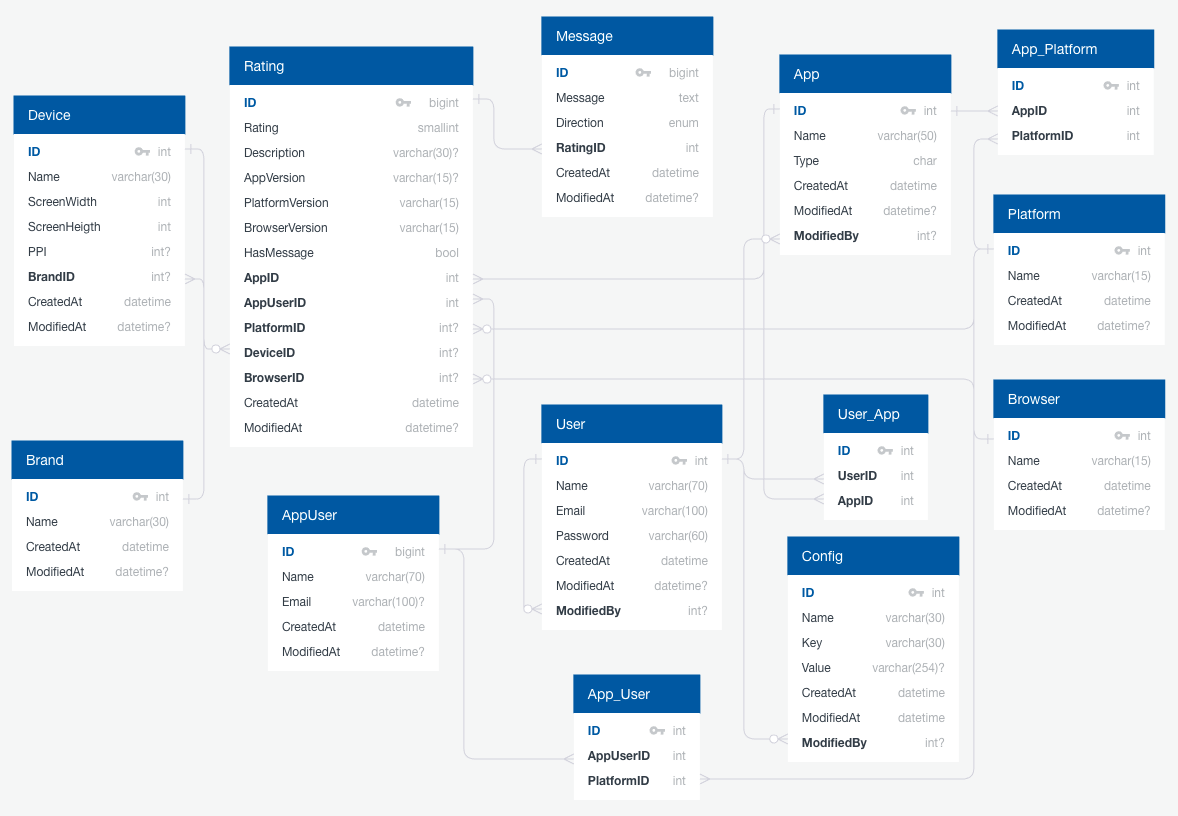 Device
ID int
Name varchar(30)
ScreenWidth int
ScreenHeigth int
PPI int?
BrandID int?
CreatedAt datetime
ModifiedAt datetime?
Brand
ID int
Name varchar(30)
CreatedAt datetime
ModifiedAt datetime?
Rating
ID bigint
Rating smallint
Description varchar(30)?
AppVersion varchar(15)?
PlatformVersion varchar(15)
BrowserVersion varchar(15)
HasMessage bool
AppID int
AppUserID int
PlatformID int?
DeviceID int?
BrowserID int?
CreatedAt datetime
ModifiedAt datetime?
AppUser
ID bigint
Name varchar(70)
Email varchar(100)?
CreatedAt datetime
ModifiedAt datetime?
Message
ID bigint
Message text
Direction enum
RatingID int
CreatedAt datetime
ModifiedAt datetime?
User
ID int
Name varchar(70)
Email varchar(100)
Password varchar(60)
CreatedAt datetime
ModifiedAt datetime?
ModifiedBy int?
App_User
ID int
AppUserID int
PlatformID int
App
ID int
Name varchar(50)
Type char
CreatedAt datetime
ModifiedAt datetime?
ModifiedBy int?
User_App
ID int
UserID int
AppID int
Config
ID int
Name varchar(30)
Key varchar(30)
Value varchar(254)?
CreatedAt datetime
ModifiedAt datetime
ModifiedBy int?
App_Platform
ID int
AppID int
PlatformID int
Platform
ID int
Name varchar(15)
CreatedAt datetime
ModifiedAt datetime?
Browser
ID int
Name varchar(15)
CreatedAt datetime
ModifiedAt datetime?